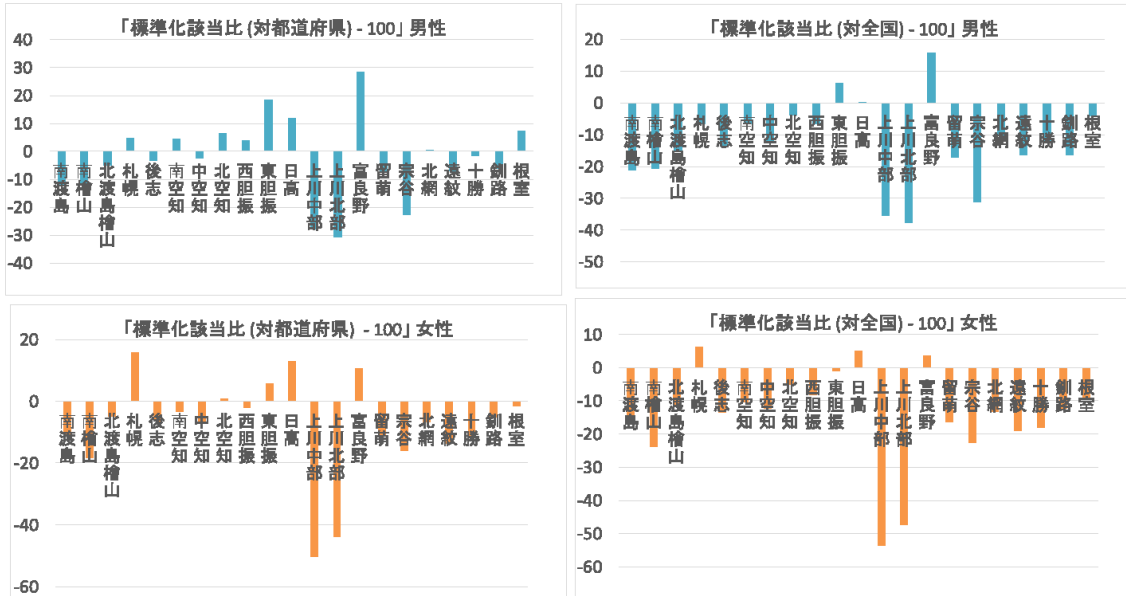 「標準化該当比 (対都道府県) - 100」 男性
40
30
20
10
0
-10
-20
-30
-40
南渡島
南檜山
北渡島檜山
札幌
後志
南空知
中空知
北空知
西胆振
東胆振
日高
上川中部
上川北部
富良野
留萌
宗谷
北網
遠紋
十勝
釧路
根室
「標準化該当比 (対全国) - 100」 男性
20
10
0
-10
-20
-30
-40
-50
南渡島
南檜山
北渡島檜山
札幌
後志
南空知
中空知
北空知
西胆振
東胆振
日高
上川中部
上川北部
富良野
留萌
宗谷
北網
遠紋
十勝
釧路
根室
「標準化該当比 (対都道府県) - 100」 女性
20
0
-20
-40
-60
南渡島
南檜山
北渡島檜山
札幌
後志
南空知
中空知
北空知
西胆振
東胆振
日高
上川中部
上川北部
富良野
留萌
宗谷
北網
遠紋
十勝
釧路
根室
「標準化該当比 (対全国) - 100」 女性
10
0
-10
-20
-30
-40
-50
-60
南渡島
南檜山
北渡島檜山
札幌
後志
南空知
中空知
北空知
西胆振
東胆振
日高
上川中部
上川北部
富良野
留萌
宗谷
北網
遠紋
十勝
釧路
根室